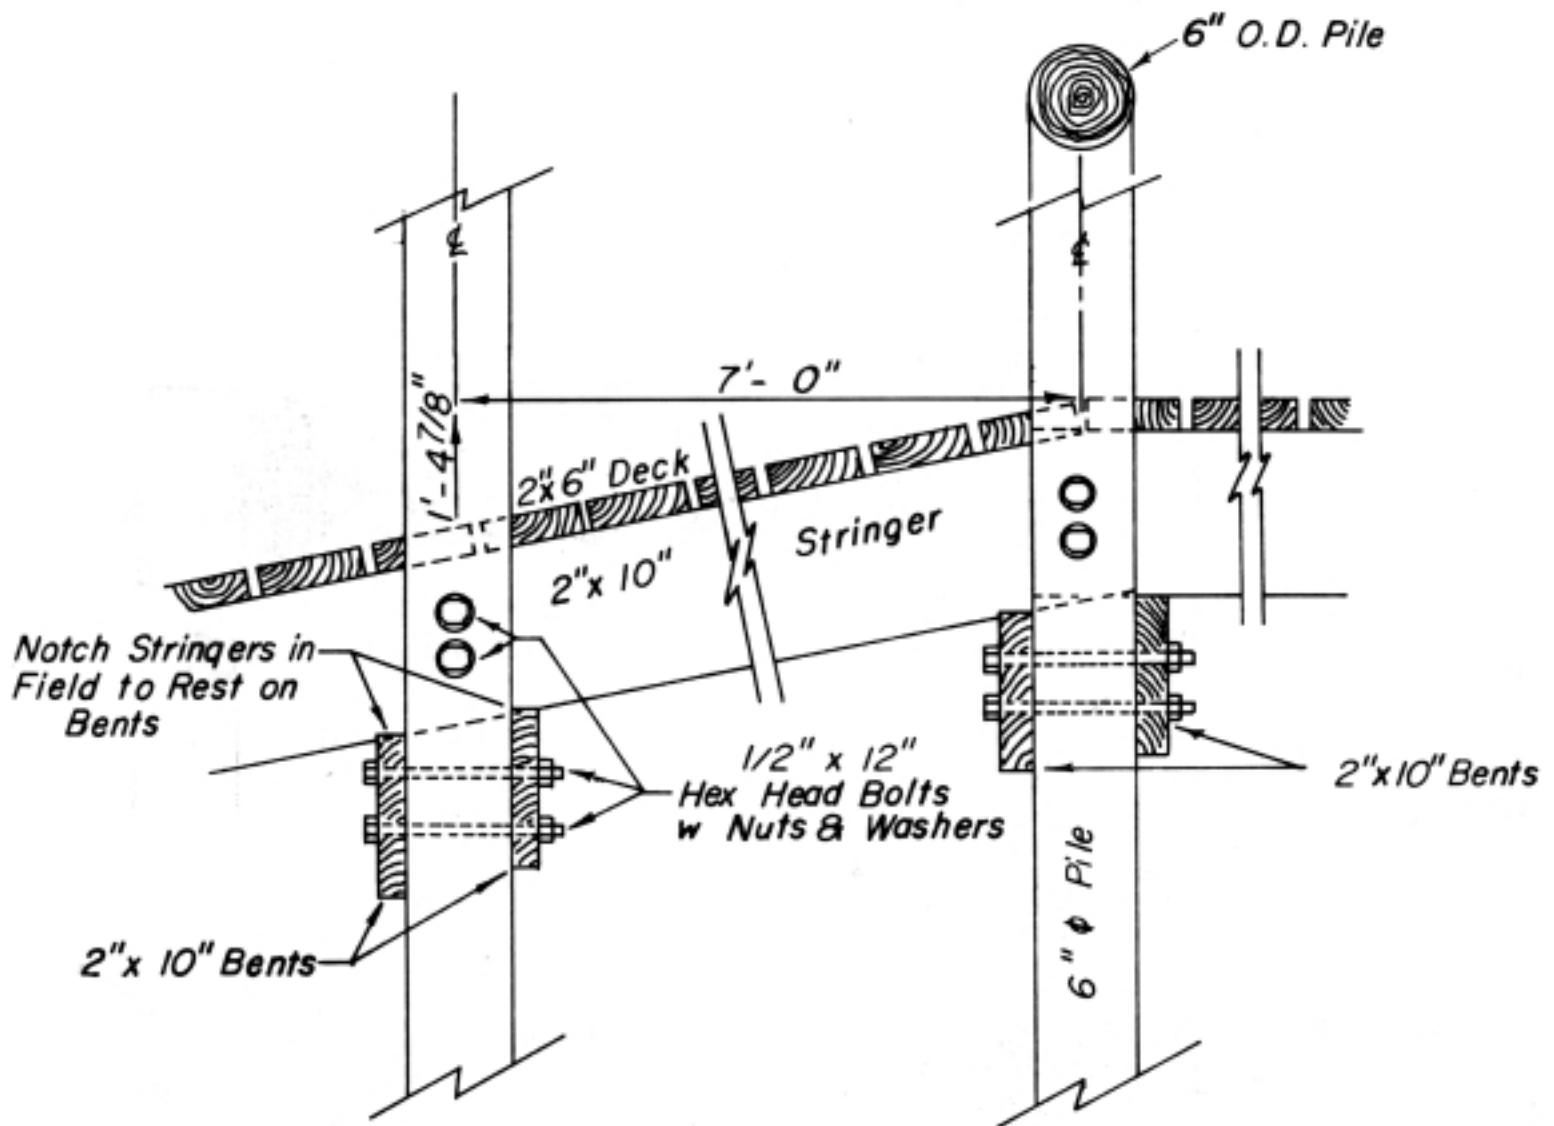 6" O.D. Pile
℄
℄
7'- 0"
1'- 4 7/8"
2"x 6" Deck
Stringer
2"x 10"
Notch Stringers in
Field to Rest on
Bents
1/2" x 12"
Hex Head Bolts
w Nuts & Washers
2"x10" Bents
2"x 10" Bents
6" ϕ Pile